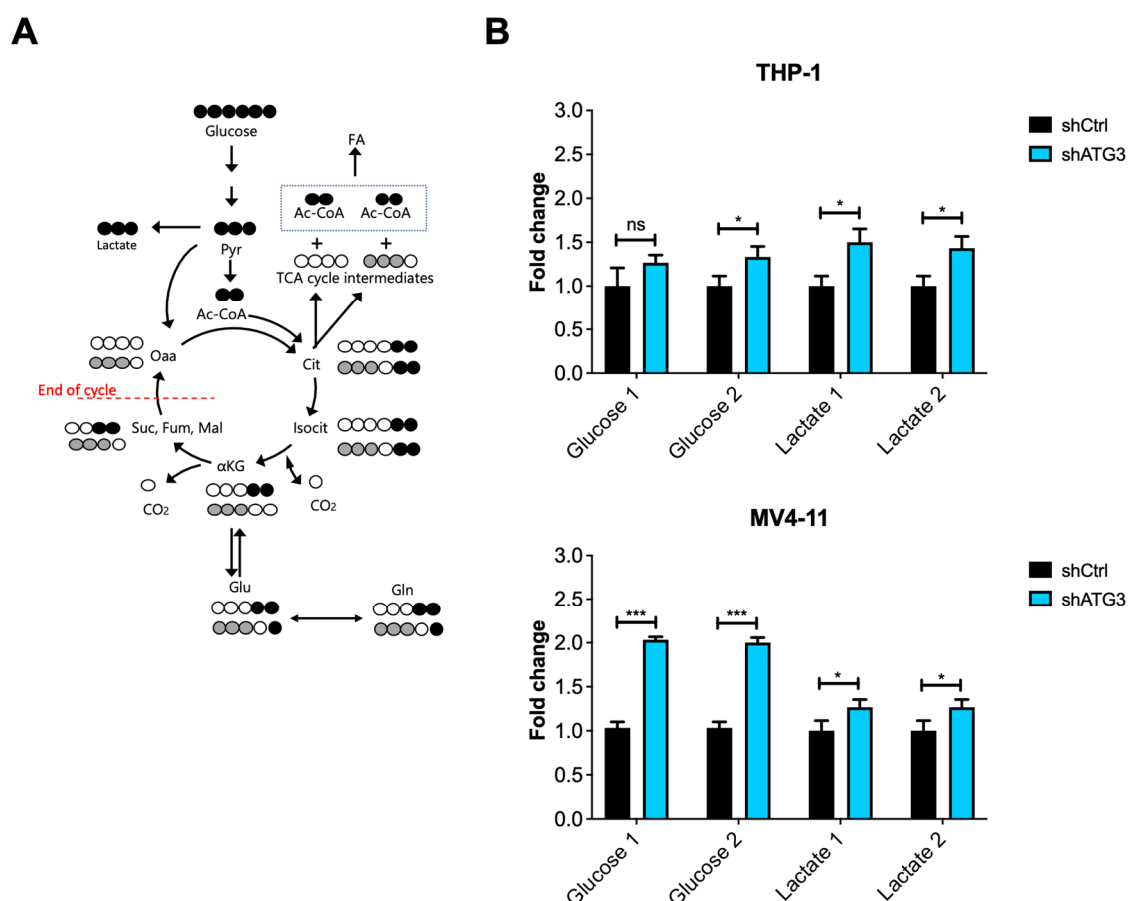 A
Glucose
FA
Ac-CoA Ac-CoA
+ +
Lactate
Pyr
TCA cycle intermediates
Ac-CoA
Oaa
Cit
End of cycle
Suc, Fum, Mal
Isocit
αKG
CO2
CO2
Glu
Gln
B
THP-1
Fold change
3.0
2.5
2.0
1.5
1.0
0.5
0.0
ns
*
*
*
Glucose 1
Glucose 2
Lactate 1
Lactate 2
shCtrl
shATG3
MV4-11
Fold change
3.0
2.5
2.0
1.5
1.0
0.5
0.0
***
***
*
*
Glucose 1
Glucose 2
Lactate 1
Lactate 2
shCtrl
shATG3